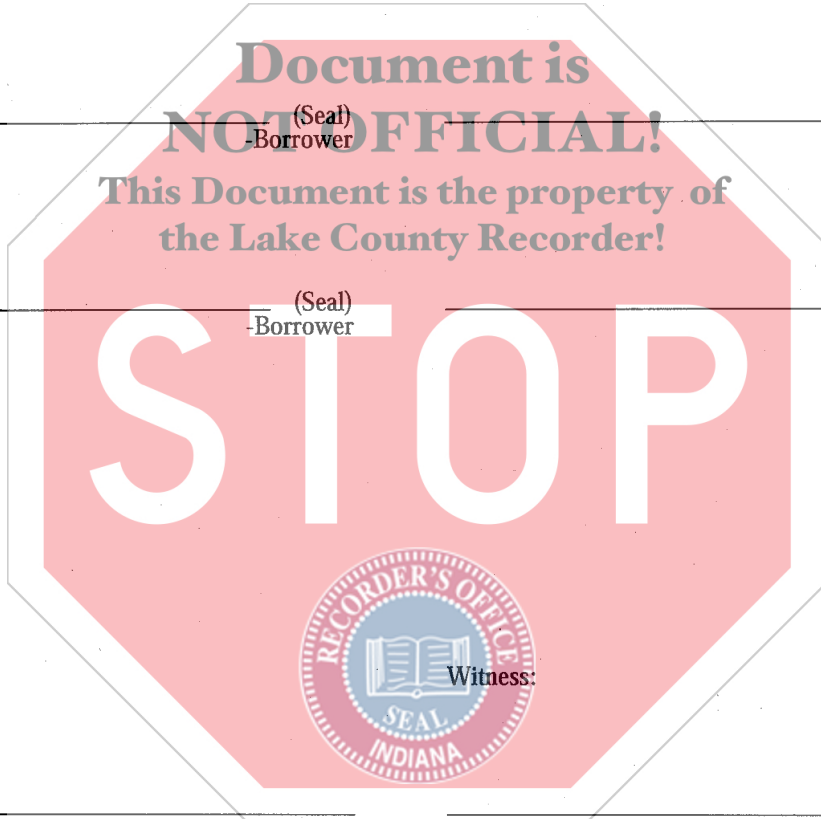 Document is
(Seal)
NOT OFFICIAL!
-Borrower
This Document is the property of
the Lake County Recorder!
(Seal)
-Borrower
STOP
RECORDER'S OFFICE
Witness:
SEAL
INDIANA